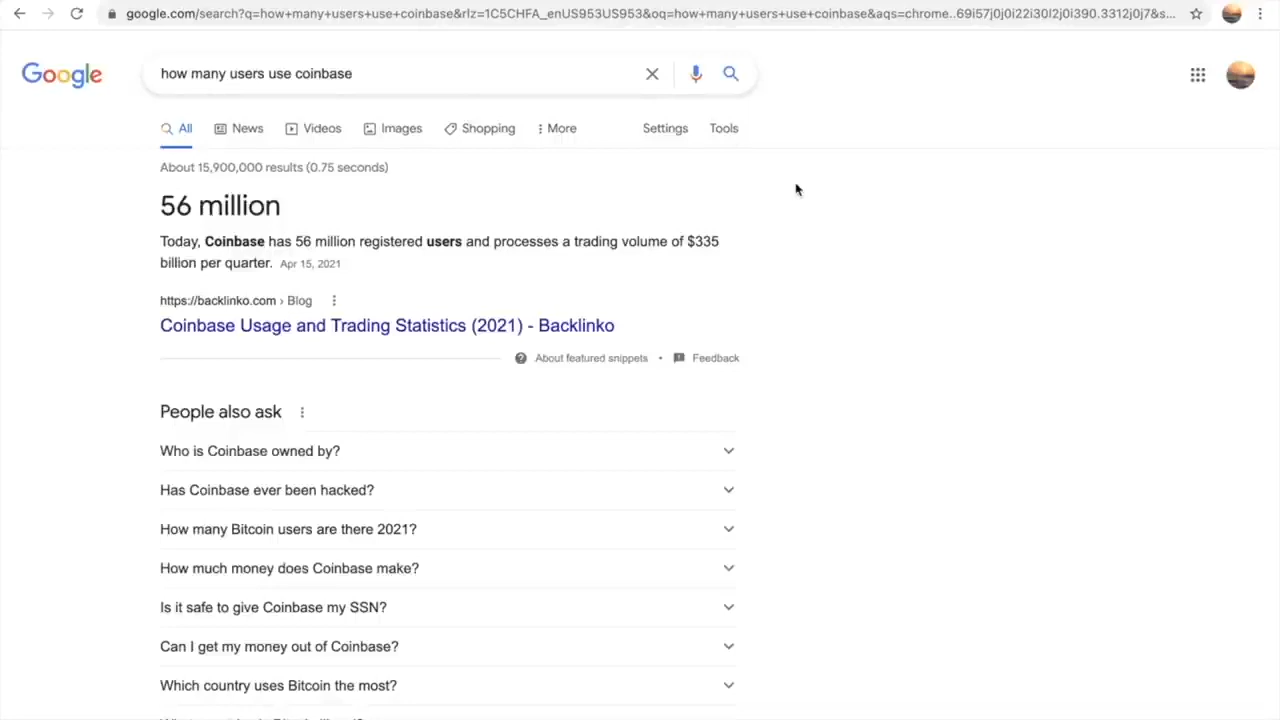 google.com/search?q=how+many+users+use+coinbase&rlz=1C5CHFA_enUS953US953&oq=how+many+users+use+coinbase&aqs=chrome..69i57j0j0i22i30l2j0i390.3312j0j7&s...
Google
how many users use coinbase
All News Videos Images Shopping More Settings Tools
About 15,900,000 results (0.75 seconds)
56 million
Today, Coinbase has 56 million registered users and processes a trading volume of $335
billion per quarter. Apr 15, 2021
https://backlinko.com › Blog
Coinbase Usage and Trading Statistics (2021) - Backlinko
About featured snippets • Feedback
People also ask
Who is Coinbase owned by?
Has Coinbase ever been hacked?
How many Bitcoin users are there 2021?
How much money does Coinbase make?
Is it safe to give Coinbase my SSN?
Can I get my money out of Coinbase?
Which country uses Bitcoin the most?